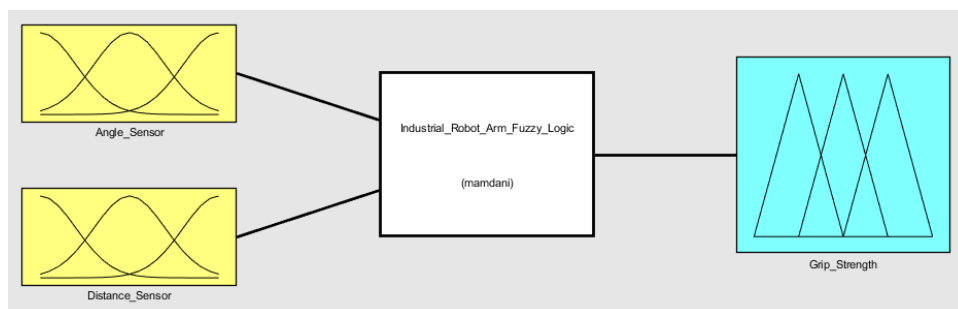 Angle_Sensor
Distance_Sensor
Industrial_Robot_Arm_Fuzzy_Logic
(mamdani)
Grip_Strength